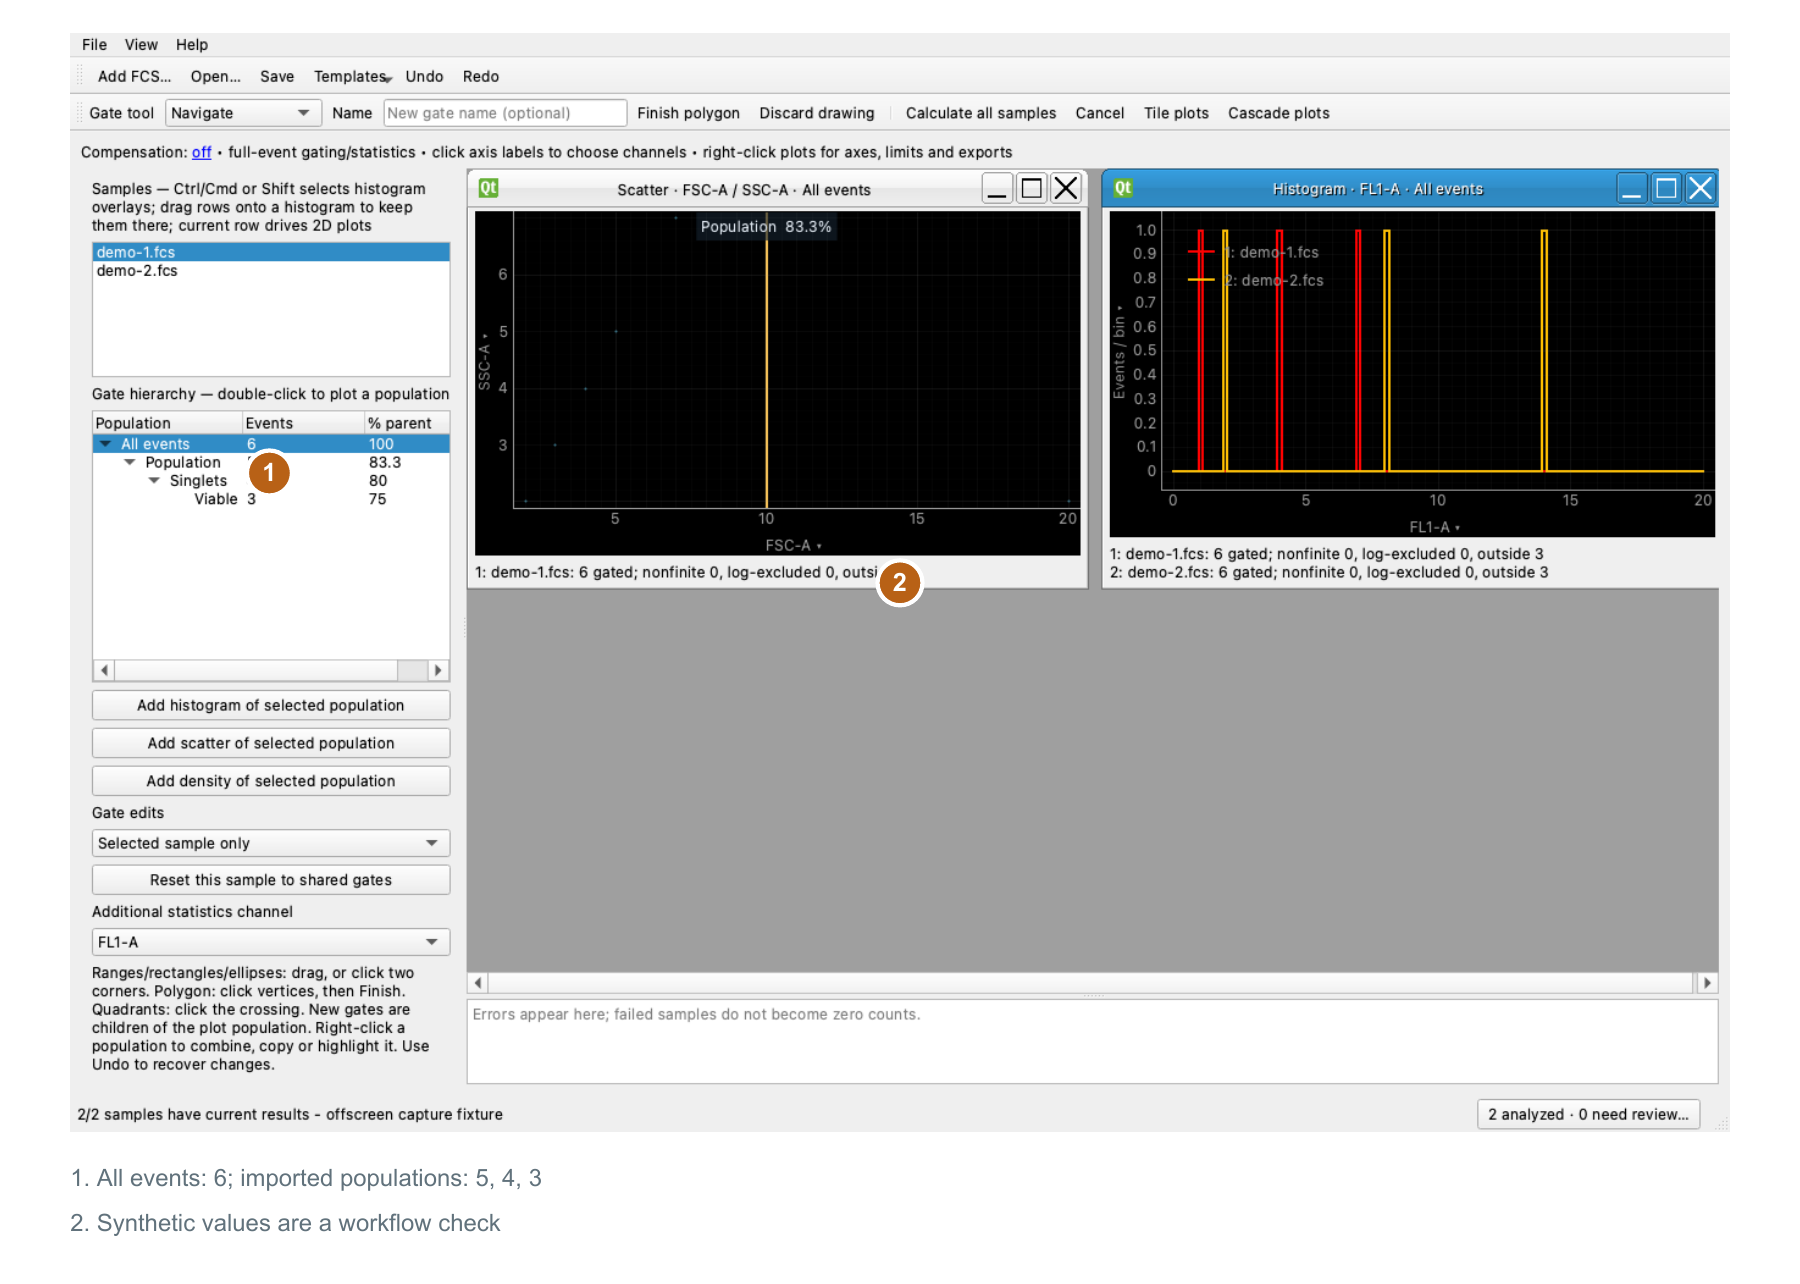 File View Help
Add FCS... Open... Save Templates Undo Redo
Gate tool Navigate Name New gate name (optional) Finish polygon Discard drawing Calculate all samples Cancel Tile plots Cascade plots
Compensation: off • full-event gating/statistics • click axis labels to choose channels • right-click plots for axes, limits and exports
Samples — Ctrl/Cmd or Shift selects histogram
overlays; drag rows onto a histogram to keep
them there; current row drives 2D plots
demo-1.fcs
demo-2.fcs
Gate hierarchy — double-click to plot a population
Population Events % parent
All events 6 100
Population 83.3
Singlets 80
Viable 3 75
1
Add histogram of selected population
Add scatter of selected population
Add density of selected population
Gate edits
Selected sample only
Reset this sample to shared gates
Additional statistics channel
FL1-A
Ranges/rectangles/ellipses: drag, or click two
corners. Polygon: click vertices, then Finish.
Quadrants: click the crossing. New gates are
children of the plot population. Right-click a
population to combine, copy or highlight it. Use
Undo to recover changes.
Qt Scatter · FSC-A / SSC-A · All events
Population 83.3%
6
5
4
3
SSC-A
5 10 15 20
FSC-A
1: demo-1.fcs: 6 gated; nonfinite 0, log-excluded 0, outsi
2
Qt Histogram · FL1-A · All events
1: demo-1.fcs
2: demo-2.fcs
1.0
0.9
0.8
0.7
0.6
0.5
0.4
0.3
0.2
0.1
0
Events / bin
0 5 10 15 20
FL1-A
1: demo-1.fcs: 6 gated; nonfinite 0, log-excluded 0, outside 3
2: demo-2.fcs: 6 gated; nonfinite 0, log-excluded 0, outside 3
Errors appear here; failed samples do not become zero counts.
2/2 samples have current results - offscreen capture fixture
2 analyzed · 0 need review...
1. All events: 6; imported populations: 5, 4, 3
2. Synthetic values are a workflow check